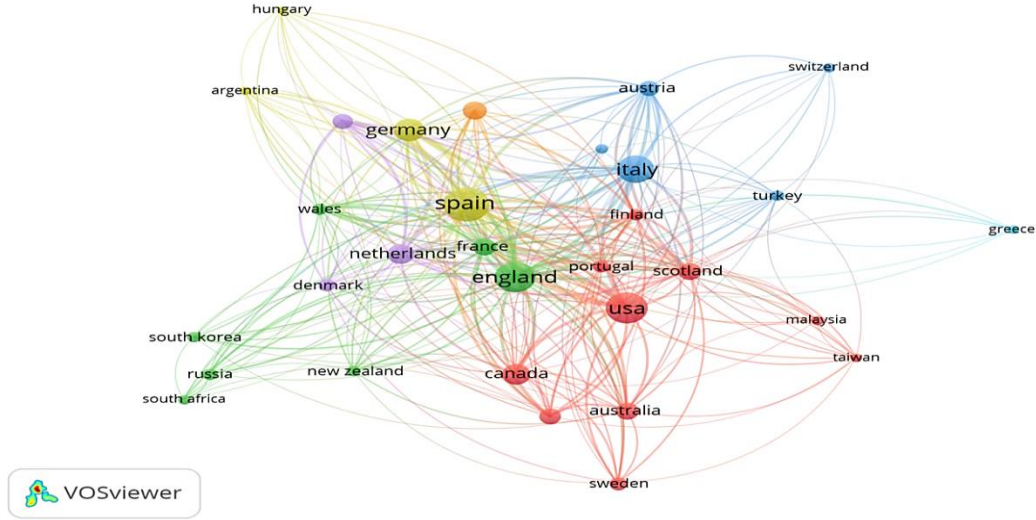 hungary
switzerland
argentina
austria
germany
italy
turkey
spain
wales
finland
greece
france
netherlands
portugal
scotland
england
denmark
usa
malaysia
south korea
taiwan
russia
new zealand
canada
south africa
australia
sweden
VOSviewer